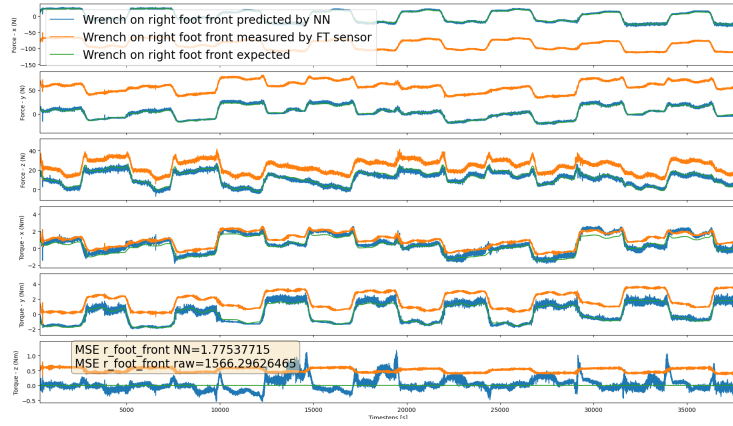 Wrench on right foot front predicted by NN
Wrench on right foot front measured by FT sensor
Wrench on right foot front expected
Force - x (N)
0
−50
−100
−150
Force - y (N)
50
0
Force - z (N)
40
20
0
Torque - x (Nm)
4
2
0
−2
Torque - y (Nm)
4
2
0
−2
MSE r_foot_front NN=1.77537715
MSE r_foot_front raw=1566.29626465
Torque - z (Nm)
1.0
0.5
0.0
−0.5
5000
10000
15000
20000
25000
30000
35000
Timesteps [s]